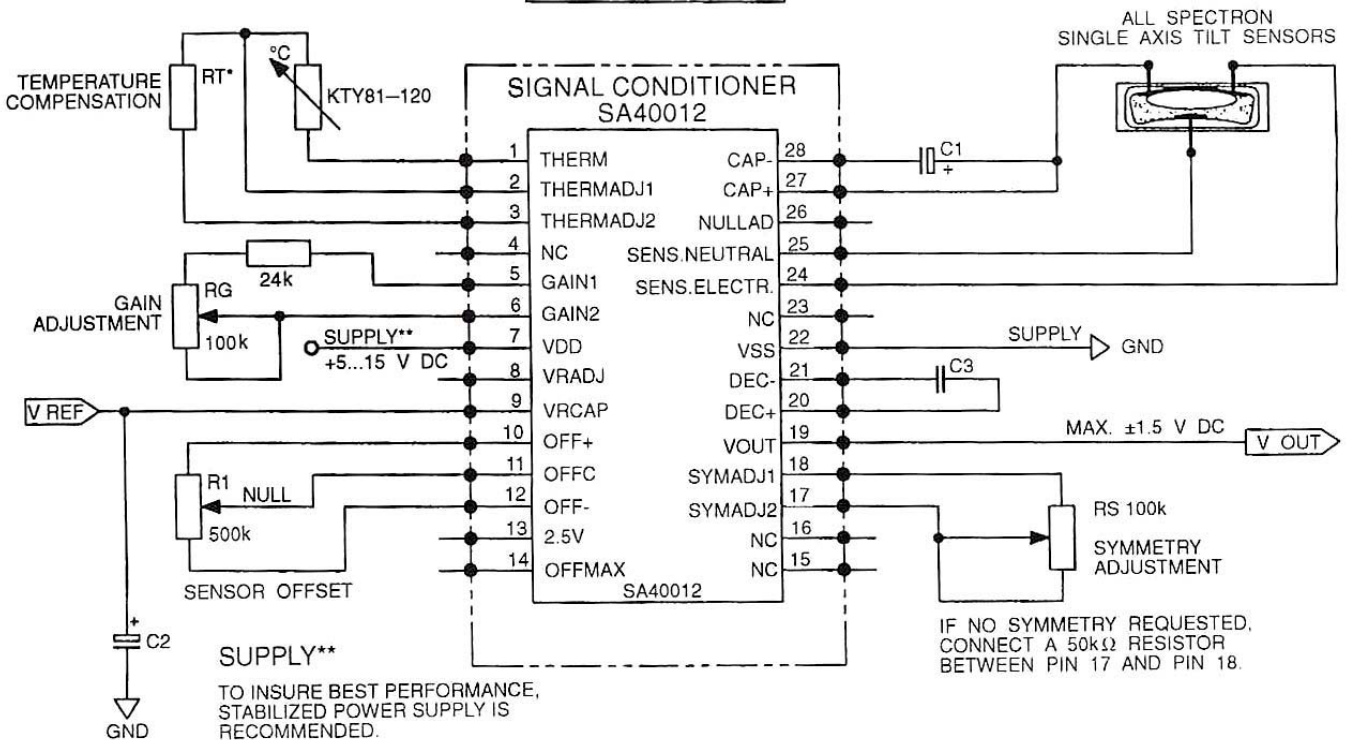 ALL SPECTRON
SINGLE AXIS TILT SENSORS
TEMPERATURE
COMPENSATION
RT*
°C
KTY81–120
SIGNAL CONDITIONER
SA40012
1 THERM
2 THERMADJ1
3 THERMADJ2
4 NC
5 GAIN1
6 GAIN2
7 VDD
8 VRADJ
9 VRCAP
10 OFF+
11 OFFC
12 OFF-
13 2.5V
14 OFFMAX
CAP- 28
CAP+ 27
NULLAD 26
SENS.NEUTRAL 25
SENS.ELECTR. 24
NC 23
VSS 22
DEC- 21
DEC+ 20
VOUT 19
SYMADJ1 18
SYMADJ2 17
NC 16
NC 15
SA40012
C1
+
24k
GAIN
ADJUSTMENT
RG
100k
SUPPLY**
+5...15 V DC
V REF
R1
NULL
500k
SENSOR OFFSET
+
C2
GND
SUPPLY
GND
C3
MAX. ±1.5 V DC
V OUT
RS 100k
SYMMETRY
ADJUSTMENT
IF NO SYMMETRY REQUESTED,
CONNECT A 50kΩ RESISTOR
BETWEEN PIN 17 AND PIN 18.
SUPPLY**
TO INSURE BEST PERFORMANCE,
STABILIZED POWER SUPPLY IS
RECOMMENDED.